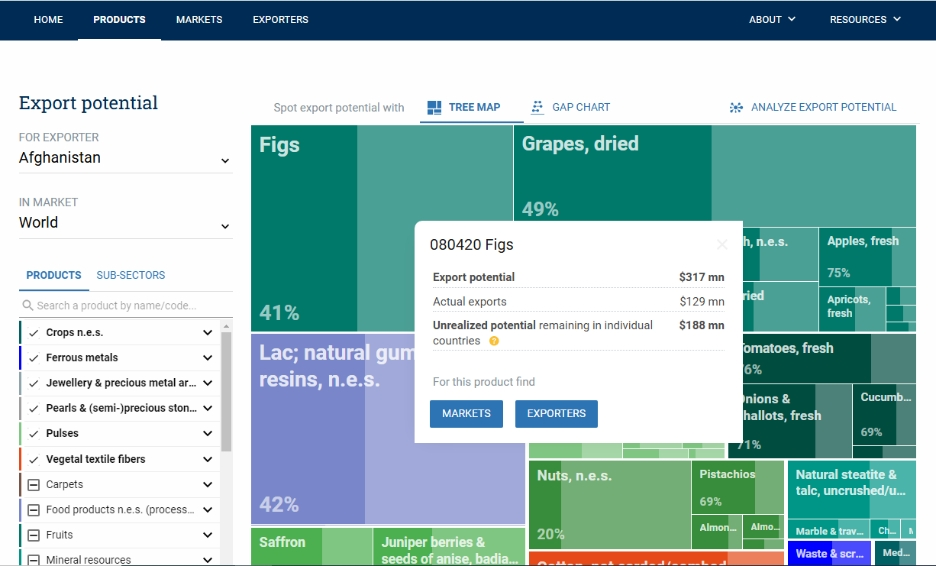 HOME PRODUCTS MARKETS EXPORTERS ABOUT RESOURCES
Export potential
FOR EXPORTER
Afghanistan
IN MARKET
World
PRODUCTS SUB-SECTORS
Search a product by name/code...
Crops n.e.s.
Ferrous metals
Jewellery & precious metal ar...
Pearls & (semi-)precious ston...
Pulses
Vegetal textile fibers
Carpets
Food products n.e.s. (process...
Fruits
Mineral resources
Spot export potential with TREE MAP GAP CHART ANALYZE EXPORT POTENTIAL
Figs
41%
Grapes, dried
49%
h, n.e.s.
ried
Apples, fresh
75%
Apricots,
fresh
080420 Figs
Export potential $317 mn
Actual exports $129 mn
Unrealized potential remaining in individual $188 mn
countries
For this product find
MARKETS EXPORTERS
Lac; natural gum
resins, n.e.s.
42%
omatoes, fresh
6%
Onions &
hallots, fresh
71%
Cucumb...
69%
Saffron
Juniper berries &
seeds of anise, badia...
Nuts, n.e.s.
20%
Pistachios
69%
Almon...
Almo...
Natural steatite &
talc, uncrushed/u...
Marble & trav...
Ch...
Waste & scr...
Med...
Cotton, not carded/combed